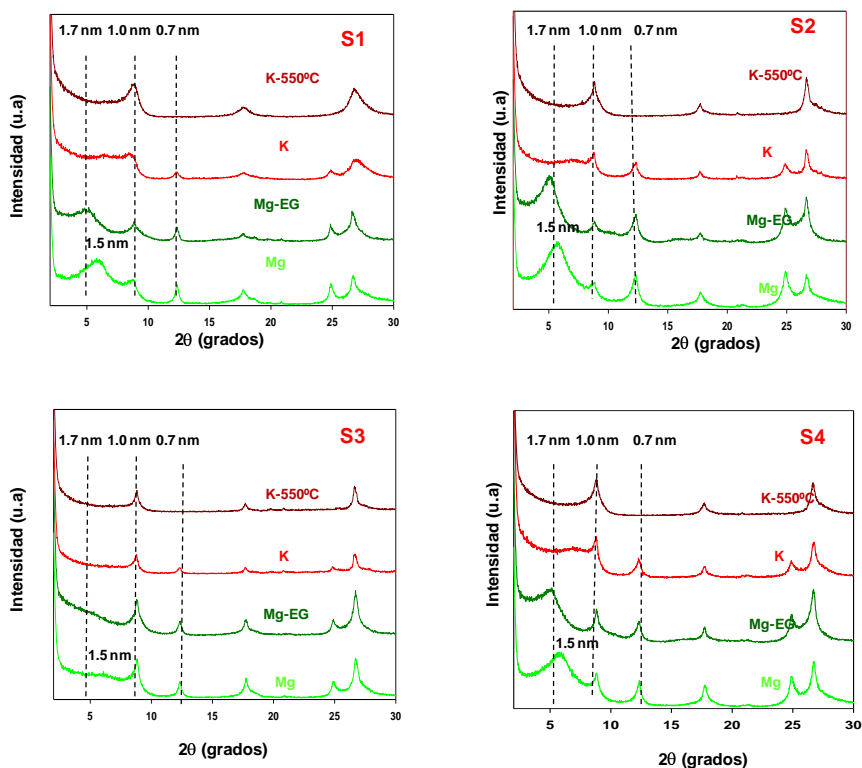 1.7 nm 1.0 nm 0.7 nm
S1
K-550ºC
K
Mg-EG
1.5 nm
Mg
Intensidad (u.a)
5 10 15 20 25 30
2θ (grados)
1.7 nm 1.0 nm 0.7 nm
S2
K-550ºC
K
Mg-EG
1.5 nm
Mg
Intensidad (u.a)
5 10 15 20 25 30
2θ (grados)
1.7 nm 1.0 nm 0.7 nm
S3
K-550ºC
K
Mg-EG
1.5 nm
Mg
Intensidad (u.a)
5 10 15 20 25 30
2θ (grados)
1.7 nm 1.0 nm 0.7 nm
S4
K-550ºC
K
Mg-EG
1.5 nm
Mg
Intensidad (u.a)
5 10 15 20 25 30
2θ (grados)